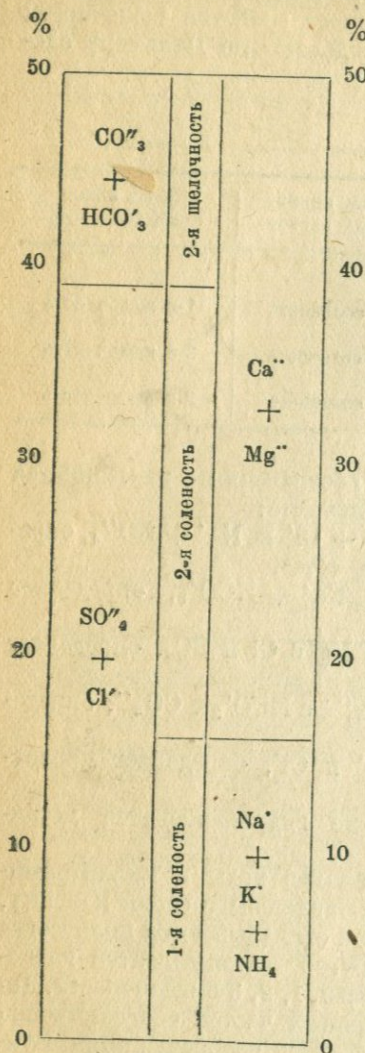 %
%
50
50
CO″₃
+
HCO′₃
2-я щелочность
40
40
Ca¨
+
Mg¨
30
30
2-я соленость
SO″₄
+
Cl′
20
20
Na˙
+
K˙
+
NH₄
10
10
1-я соленость
0
0